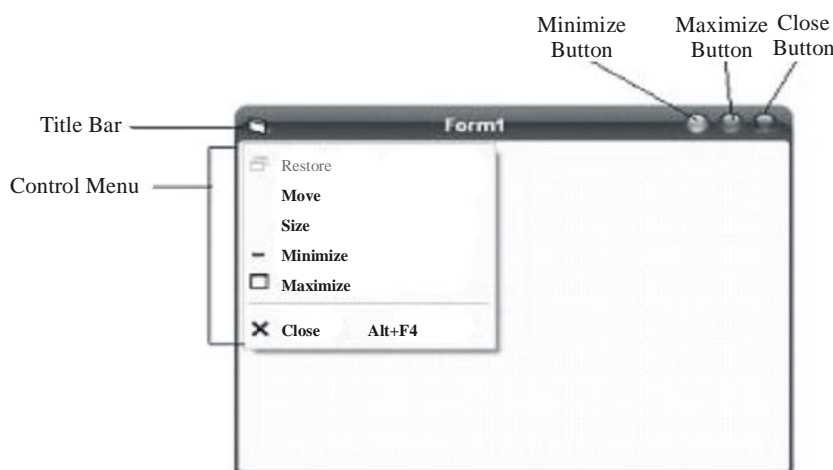 Minimize Button
Maximize Button
Close Button
Title Bar
Form1
Control Menu
Restore
Move
Size
Minimize
Maximize
Close Alt+F4